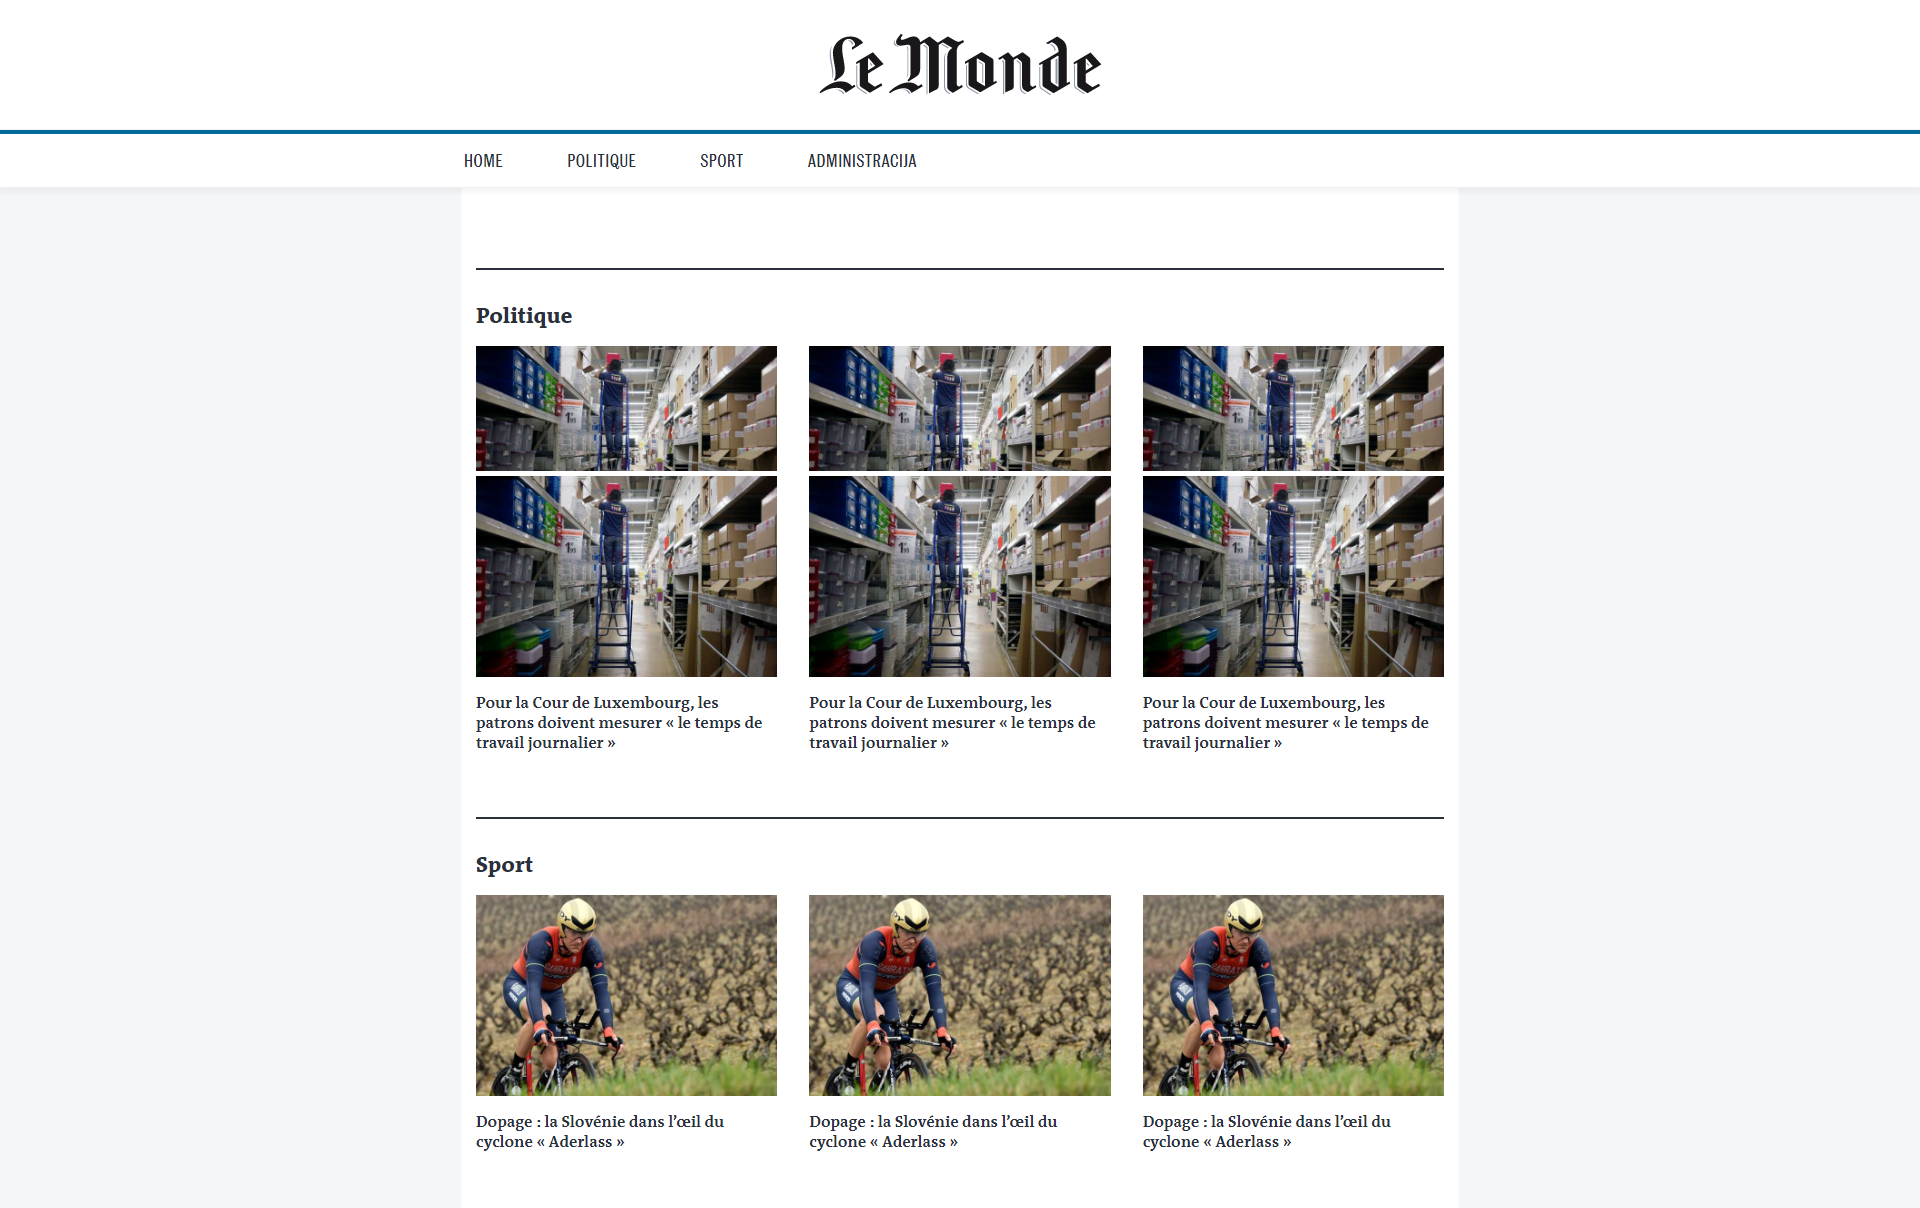 Le Monde
HOME POLITIQUE SPORT ADMINISTRACIJA
Politique
Pour la Cour de Luxembourg, les
patrons doivent mesurer « le temps de
travail journalier »
Pour la Cour de Luxembourg, les
patrons doivent mesurer « le temps de
travail journalier »
Pour la Cour de Luxembourg, les
patrons doivent mesurer « le temps de
travail journalier »
Sport
Dopage : la Slovénie dans l’œil du
cyclone « Aderlass »
Dopage : la Slovénie dans l’œil du
cyclone « Aderlass »
Dopage : la Slovénie dans l’œil du
cyclone « Aderlass »